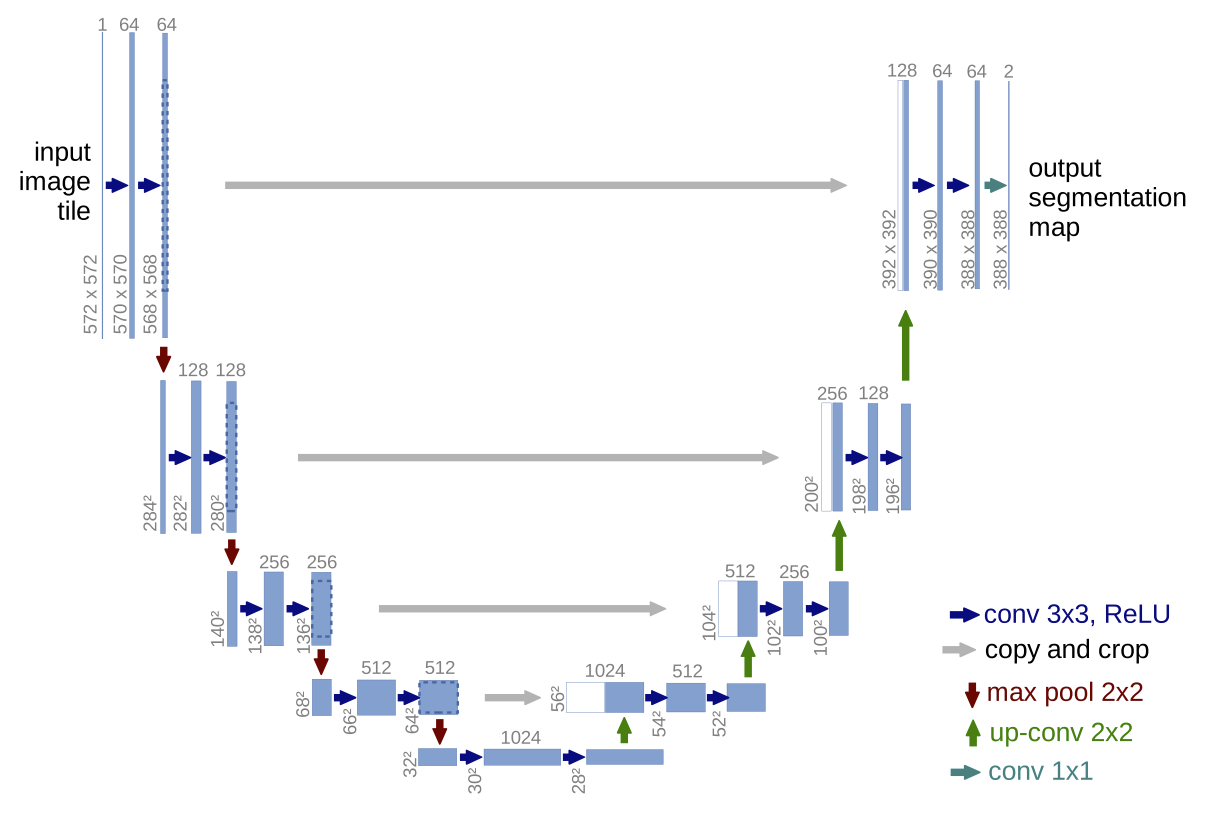 1 64 64
input
image
tile
572 x 572
570 x 570
568 x 568
128 64 64 2
output
segmentation
map
392 x 392
390 x 390
388 x 388
388 x 388
128 128
284²
282²
280²
256 128
200²
198²
196²
256 256
140²
138²
136²
512 256
104²
102²
100²
512 512
68²
66²
64²
1024 512
56²
54²
52²
1024
32²
30²
28²
conv 3x3, ReLU
copy and crop
max pool 2x2
up-conv 2x2
conv 1x1